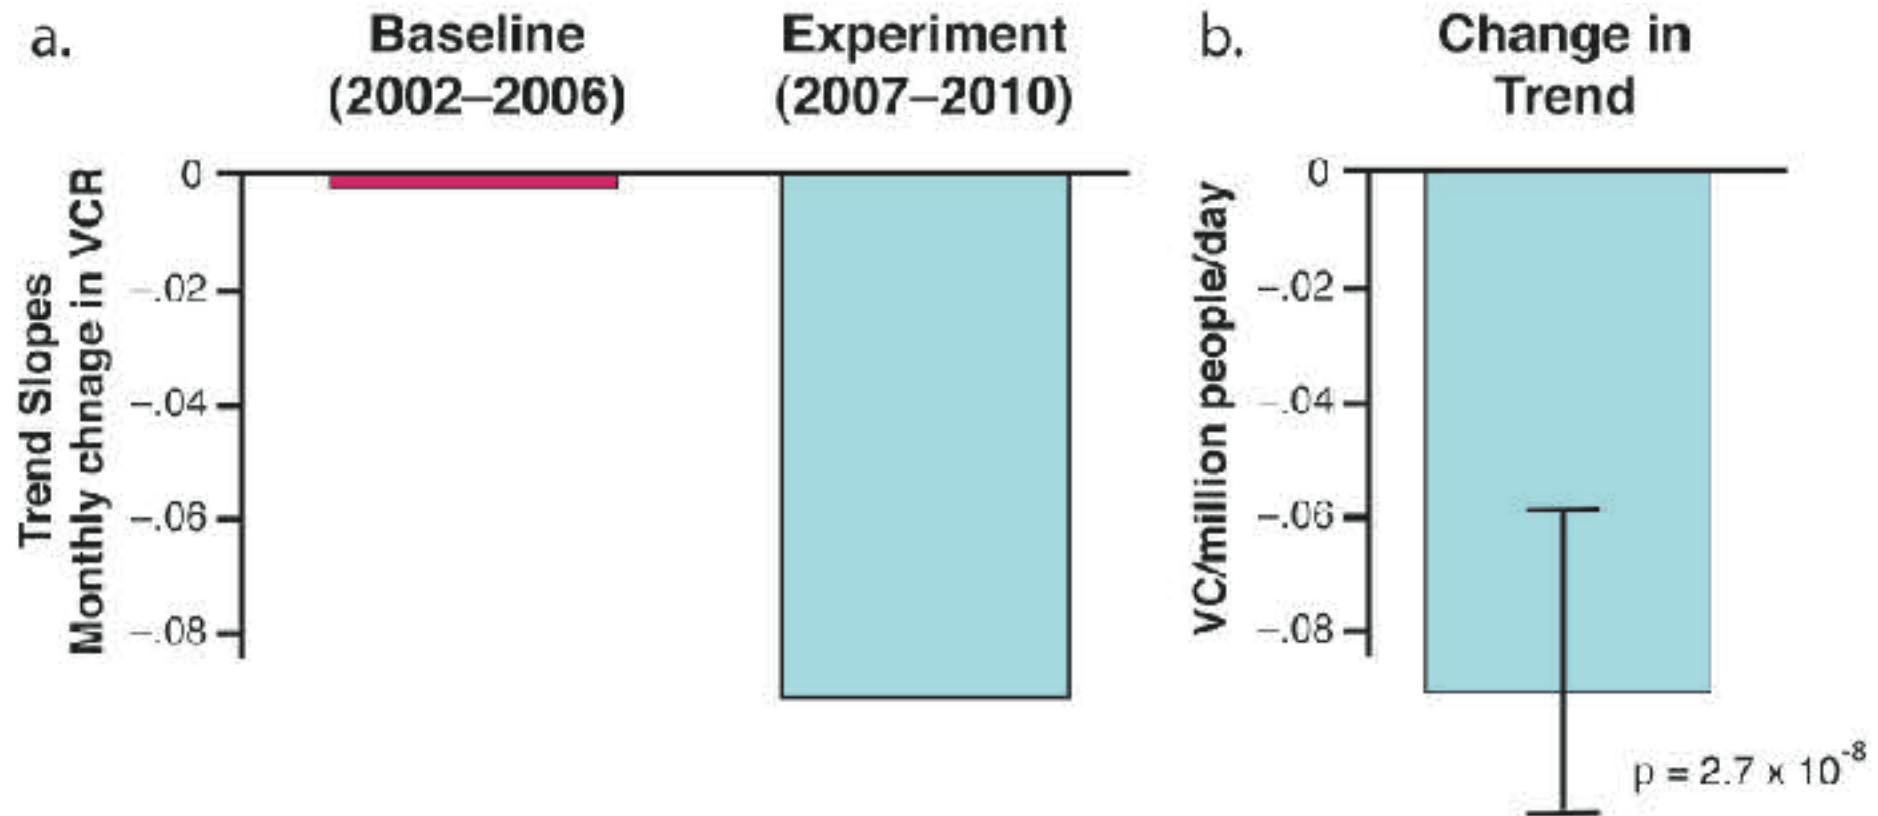 a.
Baseline
(2002–2006)
Experiment
(2007–2010)
Trend Slopes
Monthly chnage in VCR
0
–.02
–.04
–.06
–.08
b.
Change in
Trend
VC/million people/day
0
–.02
–.04
–.06
–.08
p = 2.7 x 10⁻⁸